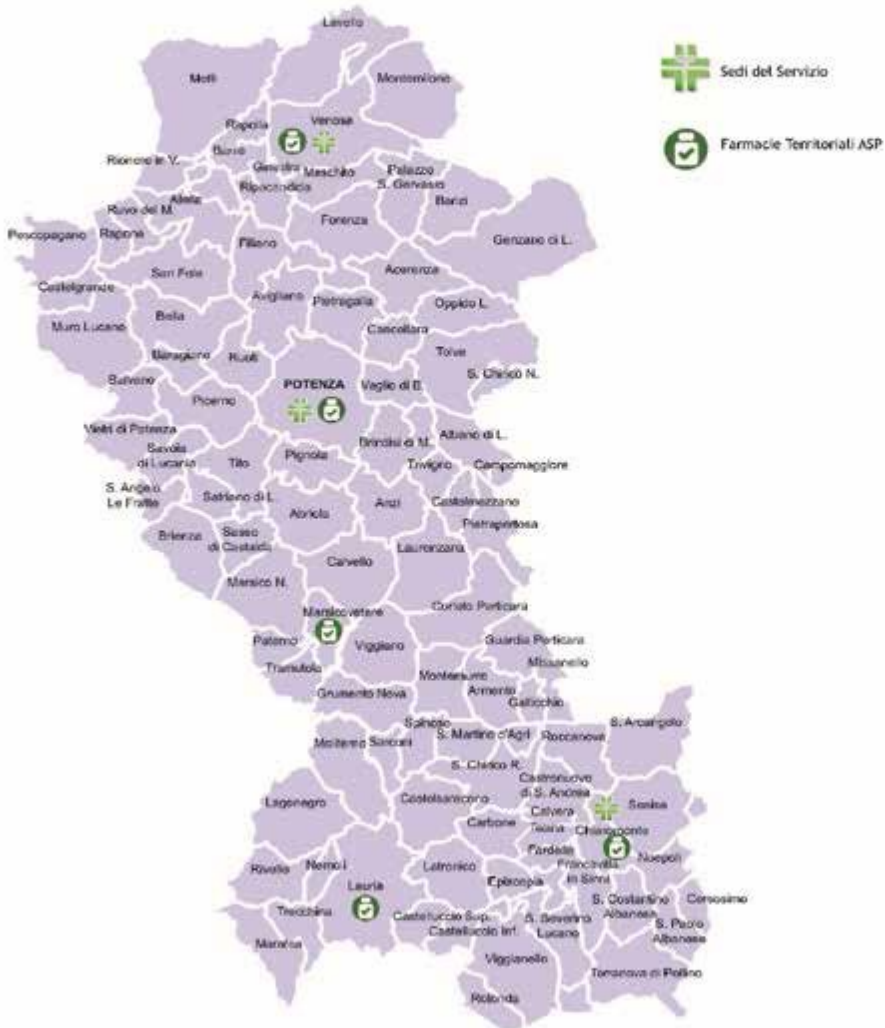 Lavello
Melfi
Montemilone
Sedi del Servizio
Rapolla
Venosa
Farmacie Territoriali ASP
Barile
Rionero in V.
Ginestra
Maschito
Palazzo
S. Gervasio
Ripacandida
Banzi
Atella
Ruvo del M.
Forenza
Pescopagano
Rapone
Filiano
Genzano di L.
San Fele
Acerenza
Castelgrande
Avigliano
Pietragalla
Oppido L.
Bella
Muro Lucano
Cancellara
Baragiano
Ruoti
Tolve
S. Chirico N.
Balvano
POTENZA
Vaglio di B.
Picerno
Vietri di Potenza
Albano di L.
Brindisi di M.
Savoia
di Lucania
Tito
Pignola
Trivigno
Campomaggiore
S. Angelo
Le Fratte
Satriano di L.
Anzi
Castelmezzano
Abriola
Pietrapertosa
Brienza
Sasso
di Castalda
Laurenzana
Calvello
Marsico N.
Corleto Perticara
Marsicovetere
Paterno
Viggiano
Guardia Perticara
Missanello
Tramutola
Montemurro
Armento
Gallicchio
Grumento Nova
Spinoso
S. Arcangelo
Moliterno
Sarconi
S. Martino d'Agri
Roccanova
S. Chirico R.
Castronuovo
di S. Andrea
Lagonegro
Castelsaraceno
Calvera
Senise
Carbone
Teana
Chiaromonte
Fardella
Noepoli
Rivello
Nemoli
Latronico
Francavilla
in Sinni
Episcopia
Lauria
S. Costantino
Albanese
Cersosimo
Trecchina
Castelluccio Sup.
Castelluccio Inf.
S. Severino
Lucano
S. Paolo
Albanese
Maratea
Viggianello
Terranova di Pollino
Rotonda